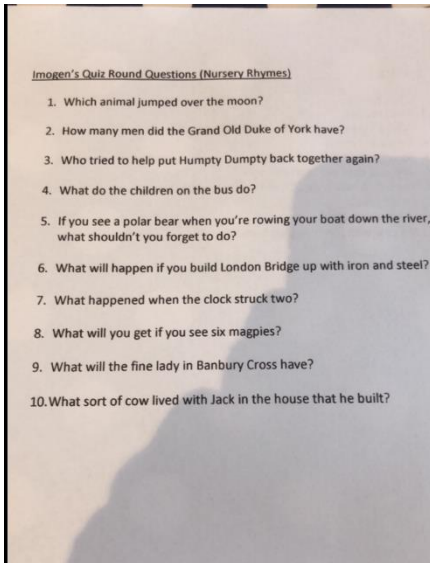 Imogen's Quiz Round Questions (Nursery Rhymes)
1. Which animal jumped over the moon?
2. How many men did the Grand Old Duke of York have?
3. Who tried to help put Humpty Dumpty back together again?
4. What do the children on the bus do?
5. If you see a polar bear when you're rowing your boat down the river,
what shouldn't you forget to do?
6. What will happen if you build London Bridge up with iron and steel?
7. What happened when the clock struck two?
8. What will you get if you see six magpies?
9. What will the fine lady in Banbury Cross have?
10. What sort of cow lived with Jack in the house that he built?